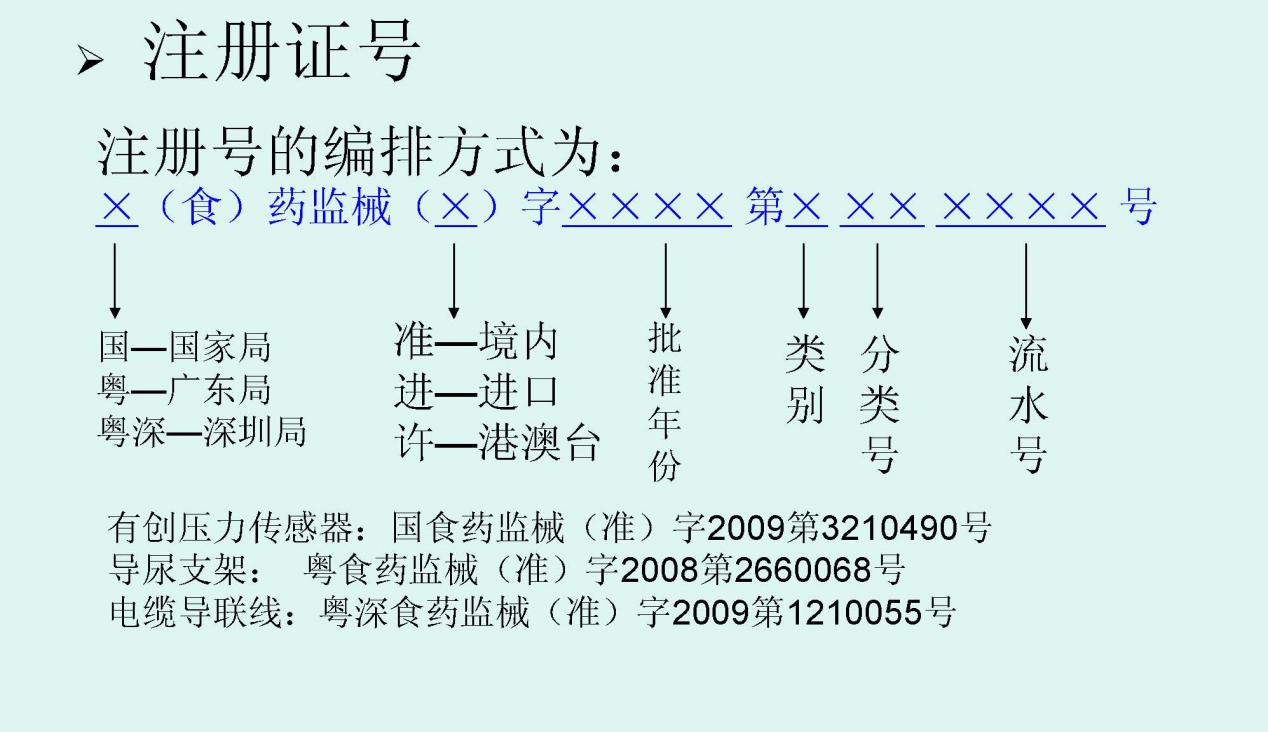 ➢ 注册证号
注册号的编排方式为：
×（食）药监械（×）字×××× 第× ×× ×××× 号
国—国家局
粤—广东局
粤深—深圳局
准—境内
进—进口
许—港澳台
批准年份
类别
分类号
流水号
有创压力传感器：国食药监械（准）字2009第3210490号
导尿支架： 粤食药监械（准）字2008第2660068号
电缆导联线：粤深食药监械（准）字2009第1210055号